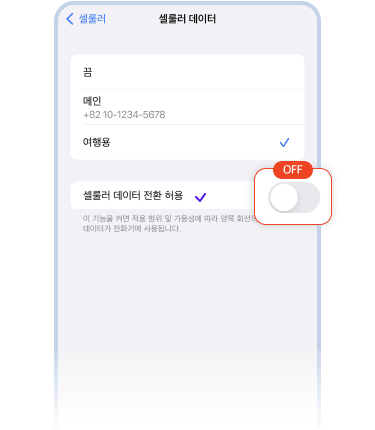 셀룰러
셀룰러 데이터
끔
메인
+82 10-1234-5678
여행용
OFF
셀룰러 데이터 전환 허용
이 기능을 켜면 적용 범위 및 가용성에 따라 양쪽 회선의
데이터가 전화기에 사용됩니다.